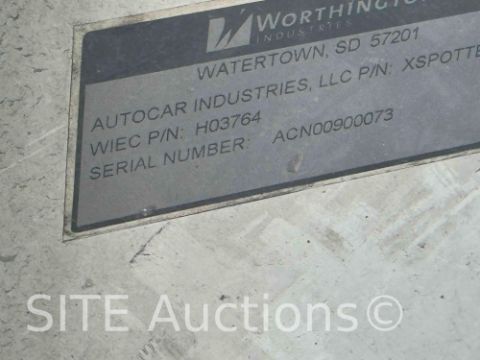 WORTHINGTON
INDUSTRIES
WATERTOWN, SD 57201
AUTOCAR INDUSTRIES, LLC P/N: XSPOTTE
WIEC P/N: H03764
SERIAL NUMBER: ACN00900073
SITE Auctions©